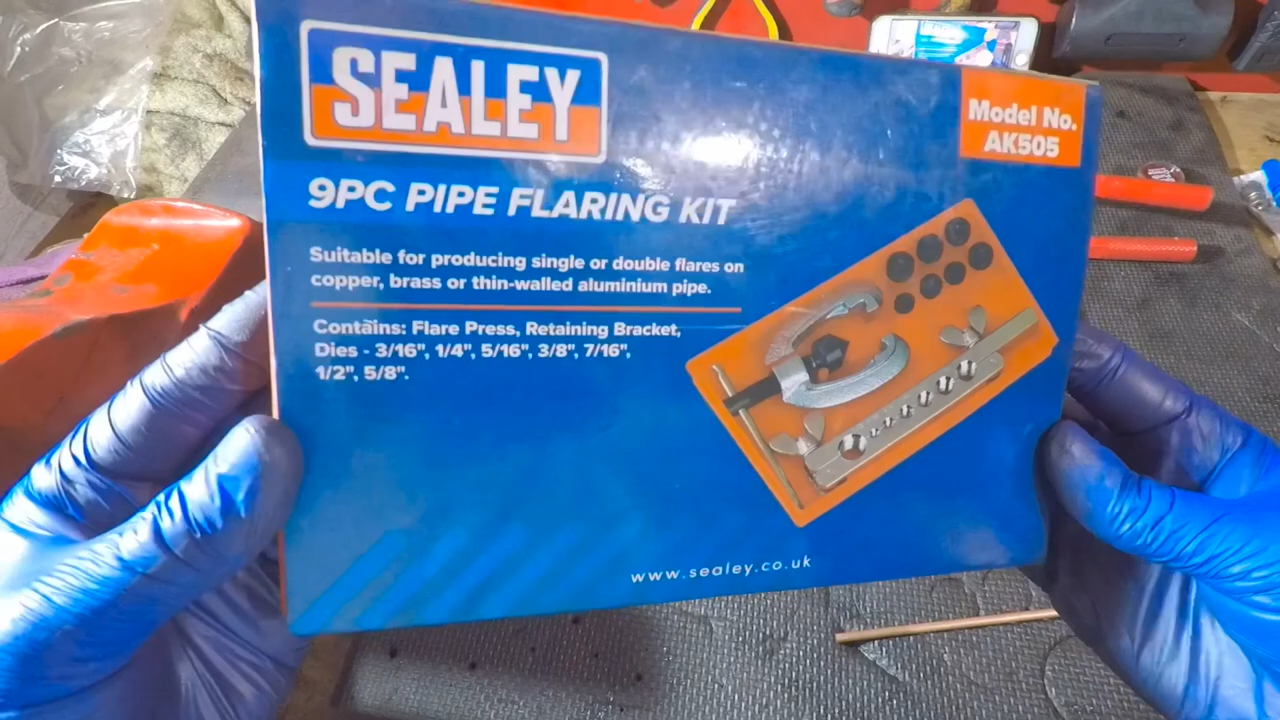 SEALEY
Model No.
AK505
9PC PIPE FLARING KIT
Suitable for producing single or double flares on
copper, brass or thin-walled aluminium pipe.
Contains: Flare Press, Retaining Bracket,
Dies - 3/16", 1/4", 5/16", 3/8", 7/16",
1/2", 5/8".
www.sealey.co.uk